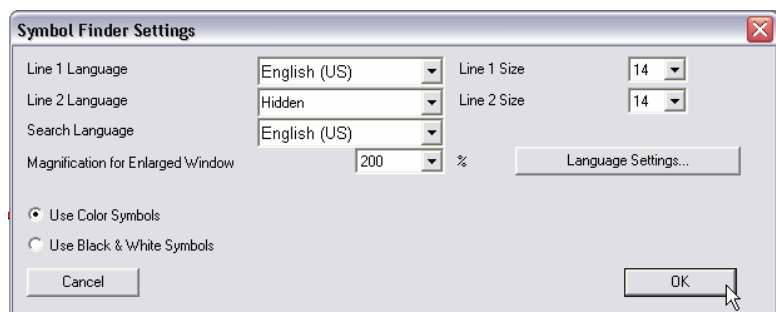 Symbol Finder Settings
Line 1 Language English (US) Line 1 Size 14
Line 2 Language Hidden Line 2 Size 14
Search Language English (US)
Magnification for Enlarged Window 200 % Language Settings...
Use Color Symbols
Use Black & White Symbols
Cancel OK